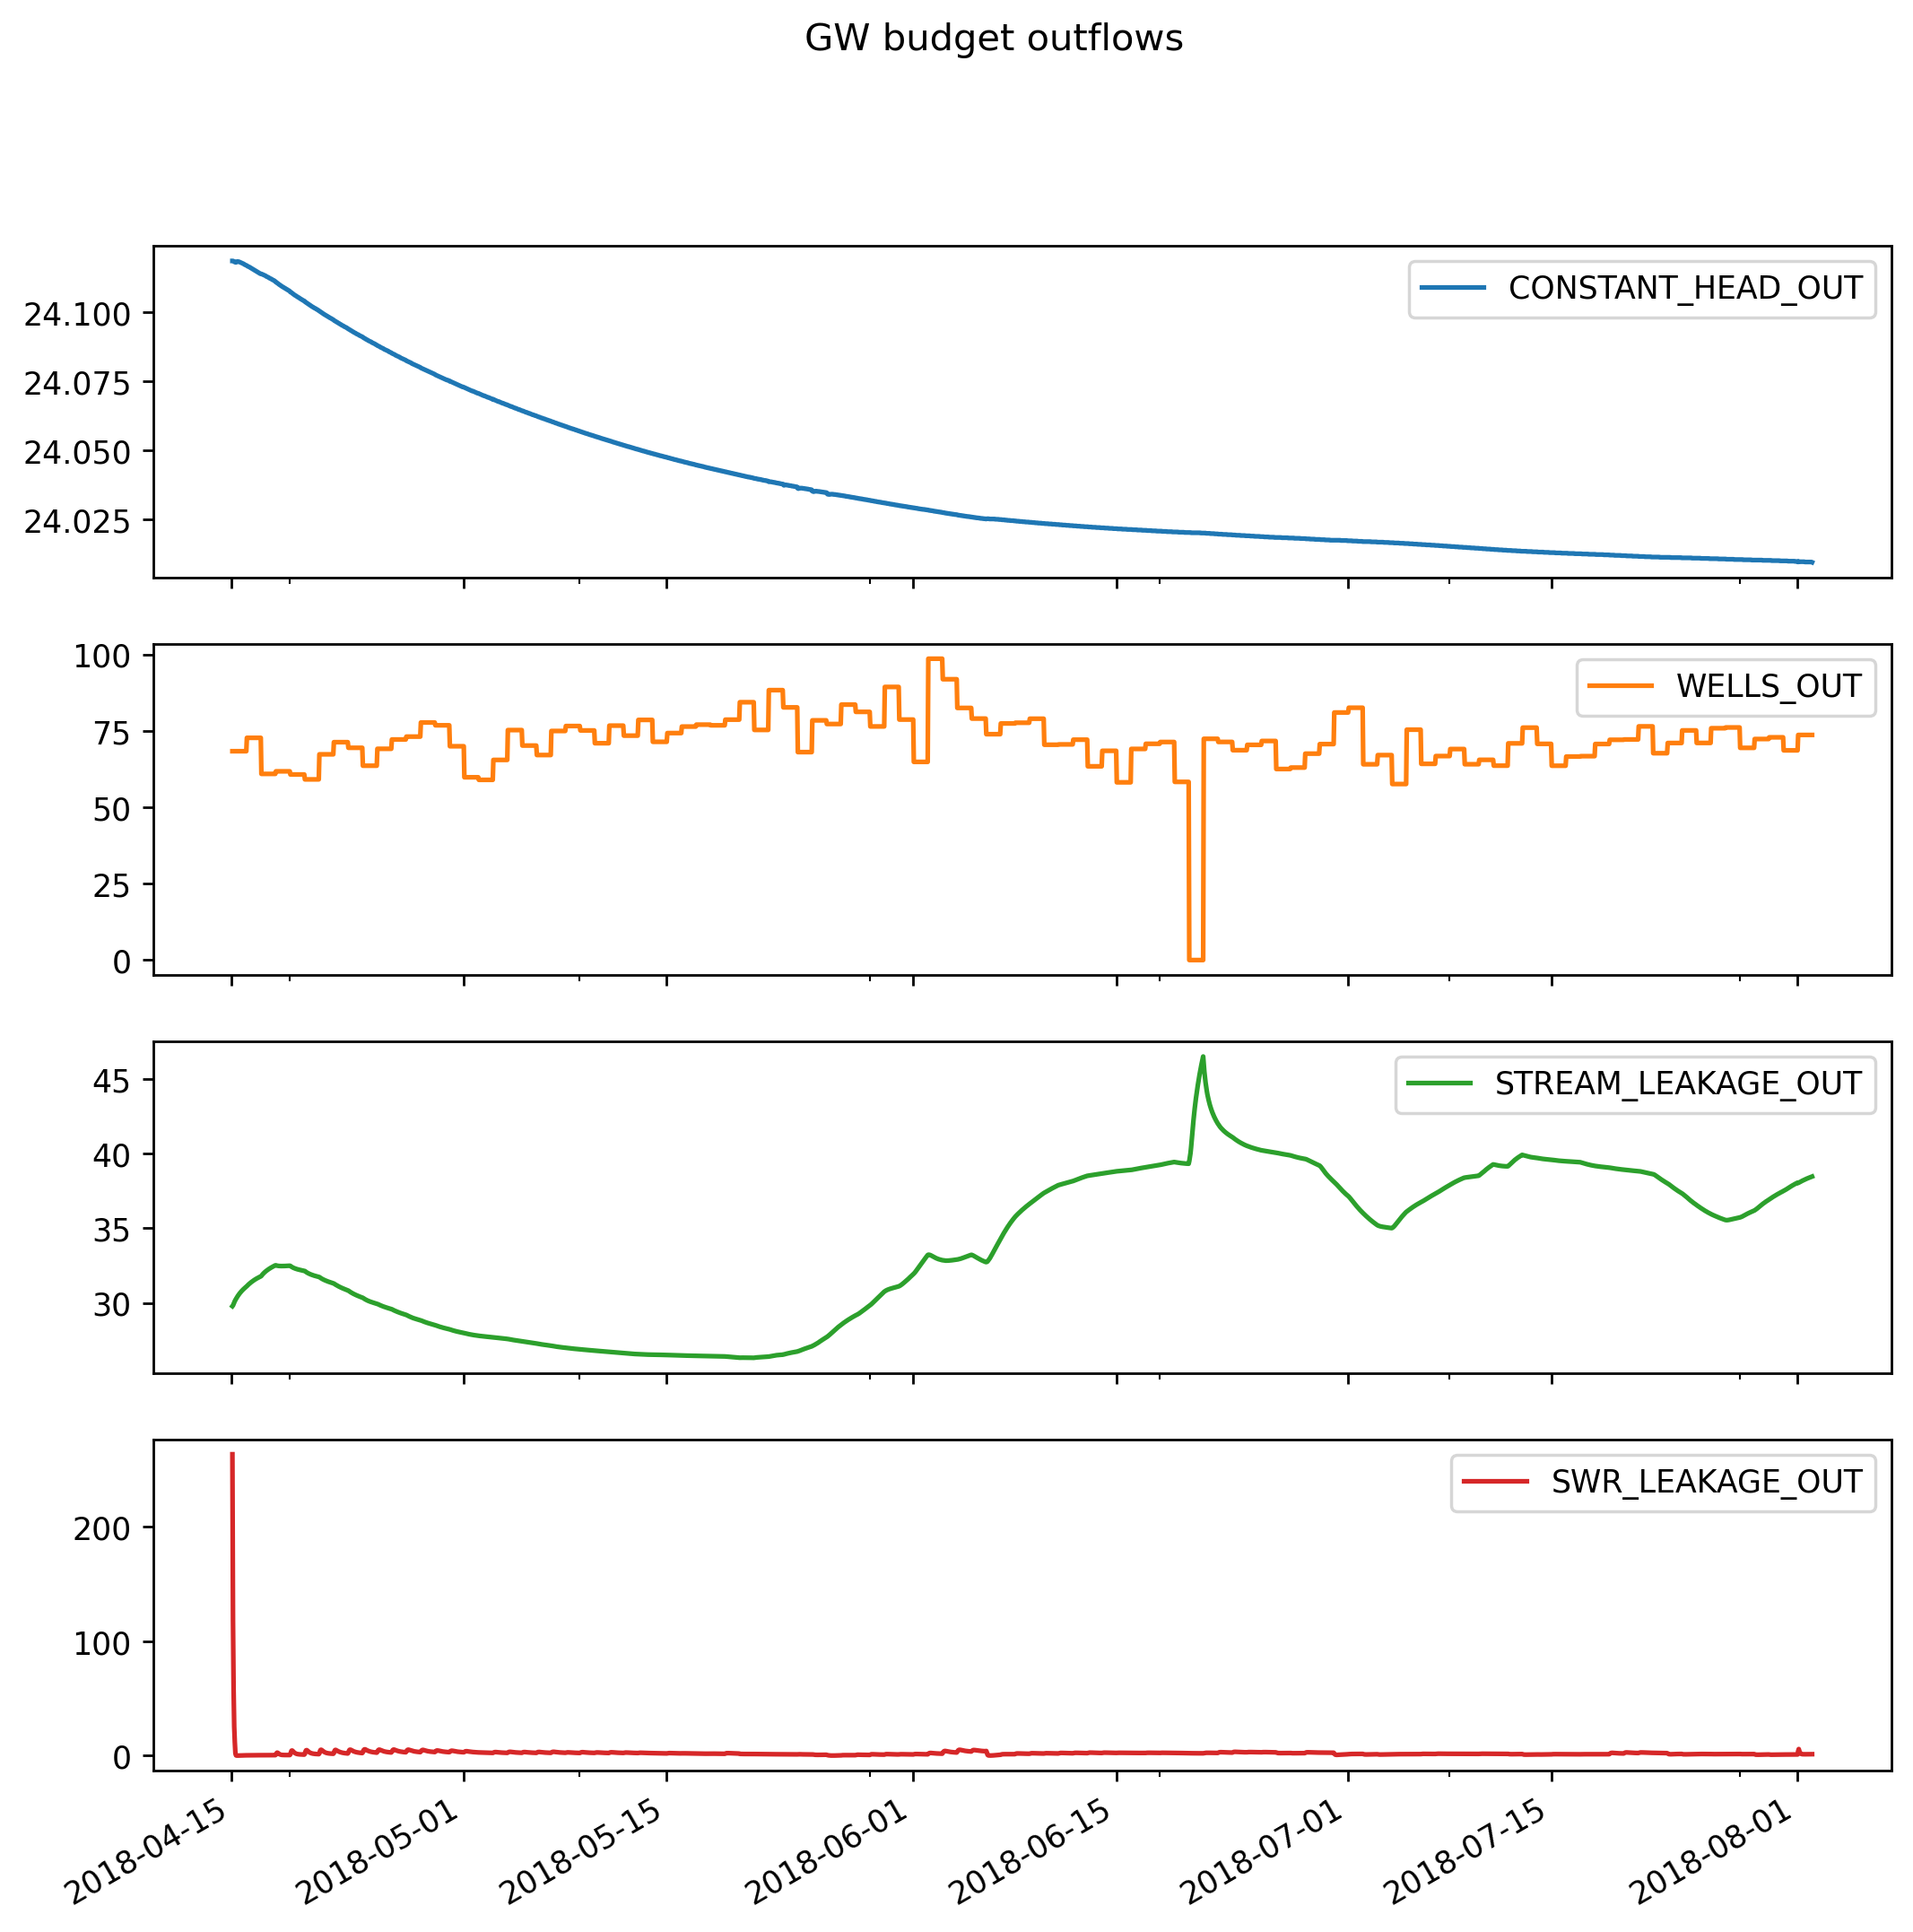 GW budget outflows
CONSTANT_HEAD_OUT
24.100
24.075
24.050
24.025
WELLS_OUT
100
75
50
25
0
STREAM_LEAKAGE_OUT
45
40
35
30
SWR_LEAKAGE_OUT
200
100
0
2018-04-15 2018-05-01 2018-05-15 2018-06-01 2018-06-15 2018-07-01 2018-07-15 2018-08-01